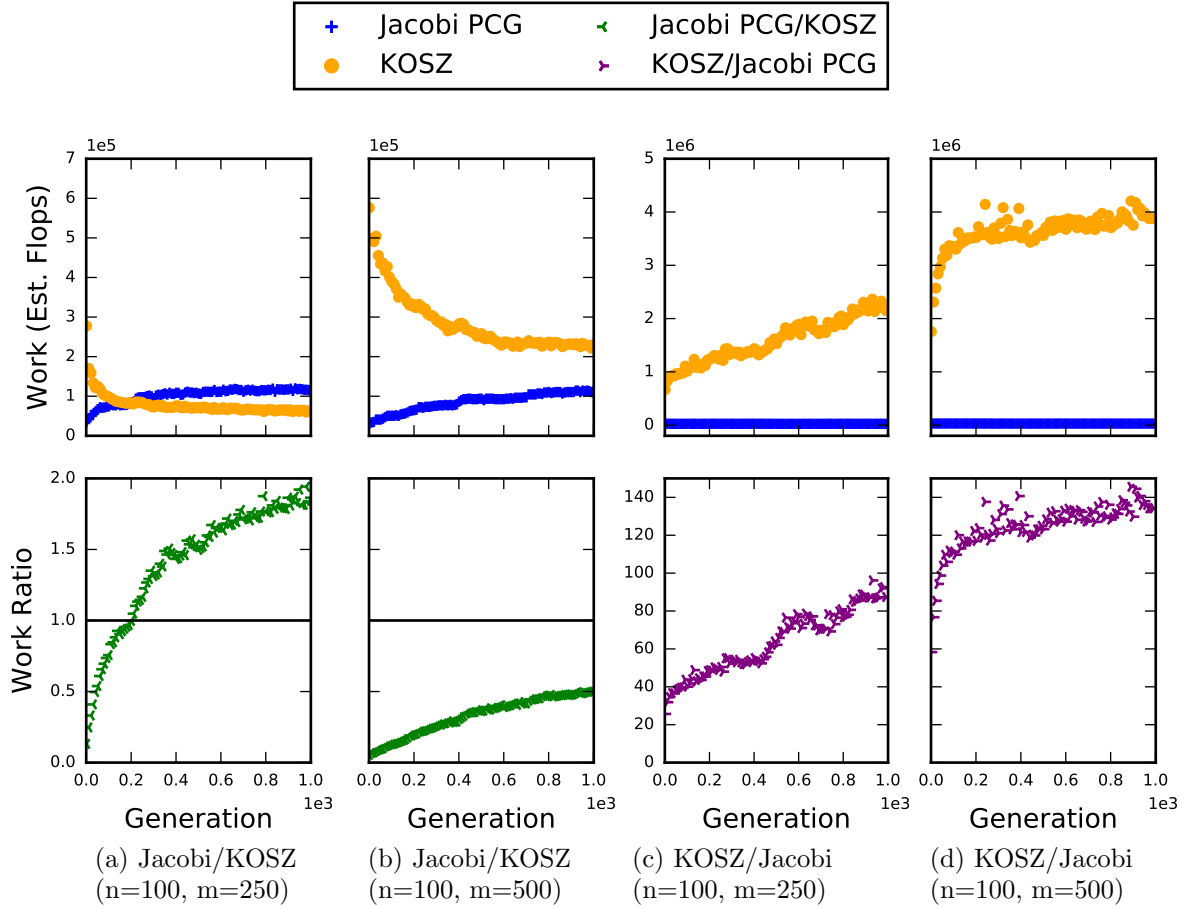 Jacobi PCG
Jacobi PCG/KOSZ
KOSZ
KOSZ/Jacobi PCG
1e5
1e5
1e6
1e6
Work (Est. Flops)
7
6
5
4
3
2
1
0
5
4
3
2
1
0
Work Ratio
2.0
1.5
1.0
0.5
0.0
140
120
100
80
60
40
20
0
0.0 0.2 0.4 0.6 0.8 1.0
0.0 0.2 0.4 0.6 0.8 1.0
0.0 0.2 0.4 0.6 0.8 1.0
0.0 0.2 0.4 0.6 0.8 1.0
1e3
1e3
1e3
1e3
Generation
Generation
Generation
Generation
(a) Jacobi/KOSZ
(n=100, m=250)
(b) Jacobi/KOSZ
(n=100, m=500)
(c) KOSZ/Jacobi
(n=100, m=250)
(d) KOSZ/Jacobi
(n=100, m=500)